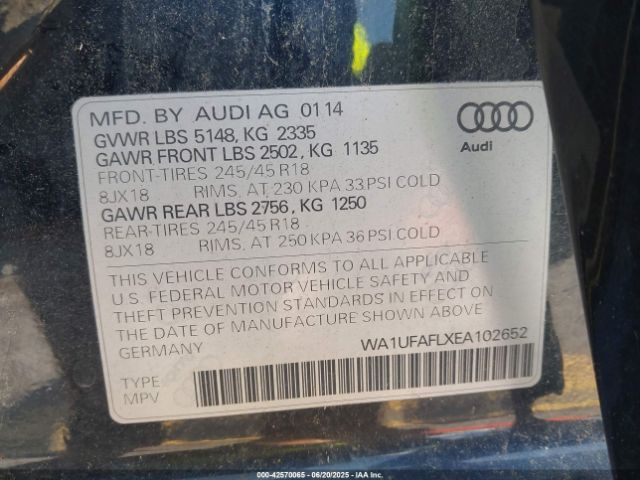 MFD. BY AUDI AG 01 14
GVWR LBS 5148, KG 2335
GAWR FRONT LBS 2502, KG 1135
FRONT-TIRES 245/45 R18
8JX18 RIMS, AT 230 KPA 33 PSI COLD
GAWR REAR LBS 2756, KG 1250
REAR-TIRES 245/45 R18
8JX18 RIMS, AT 250 KPA 36 PSI COLD
Audi
THIS VEHICLE CONFORMS TO ALL APPLICABLE
U.S. FEDERAL MOTOR VEHICLE SAFETY AND
THEFT PREVENTION STANDARDS IN EFFECT ON
THE DATE OF MANUFACTURE SHOWN ABOVE
GERMANY WA1UFAFLXEA102652
TYPE
MPV
000-42570065 - 06/20/2025 - IAA Inc.